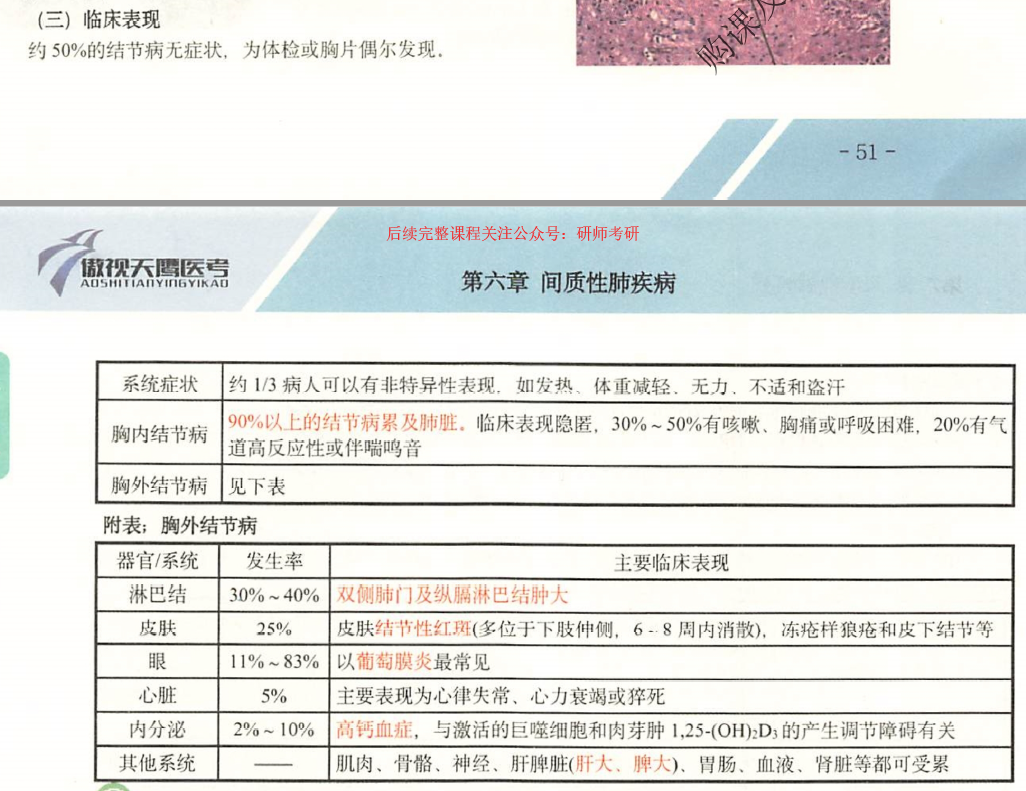 (三) 临床表现
约 50%的结节病无症状，为体检或胸片偶尔发现。
购课及
- 51 -
后续完整课程关注公众号：研师考研
傲视天鹰医考
AOSHITIANYINGYIKAO
第六章 间质性肺疾病
系统症状 约 1/3 病人可以有非特异性表现，如发热、体重减轻、无力、不适和盗汗
胸内结节病 90%以上的结节病累及肺脏。临床表现隐匿，30%~50%有咳嗽、胸痛或呼吸困难，20%有气
道高反应性或伴喘鸣音
胸外结节病 见下表
附表：胸外结节病
器官/系统 发生率 主要临床表现
淋巴结 30%~40% 双侧肺门及纵膈淋巴结肿大
皮肤 25% 皮肤结节性红斑(多位于下肢伸侧，6~8 周内消散)，冻疮样狼疮和皮下结节等
眼 11%~83% 以葡萄膜炎最常见
心脏 5% 主要表现为心律失常、心力衰竭或猝死
内分泌 2%~10% 高钙血症，与激活的巨噬细胞和肉芽肿 1,25-(OH)₂D₃ 的产生调节障碍有关
其他系统 —— 肌肉、骨骼、神经、肝脾脏(肝大、脾大)、胃肠、血液、肾脏等都可受累